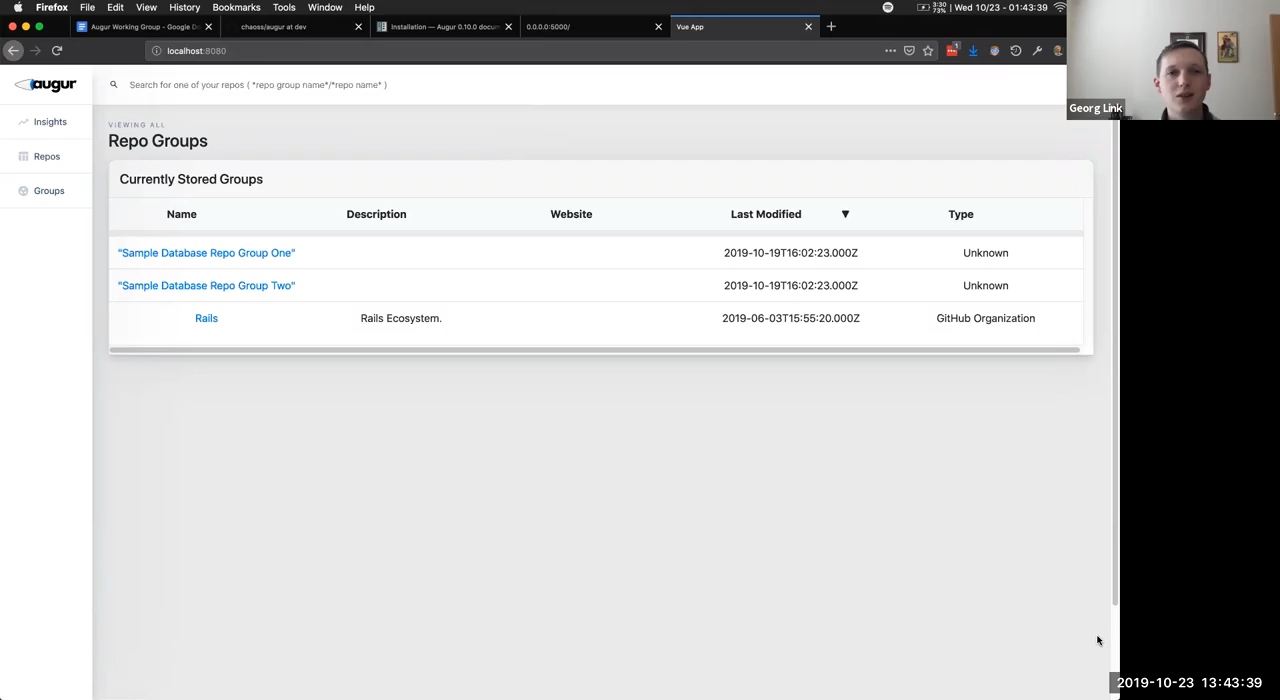 Firefox File Edit View History Bookmarks Tools Window Help
3:30 73% Wed 10/23 - 01:43:39
Augur Working Group - Google D
chaoss/augur at dev
Installation — Augur 0.10.0 docum
0.0.0.0:5000/
Vue App
localhost:8080
1
Georg Link
augur
Search for one of your repos ( *repo group name*/*repo name* )
Insights
Repos
Groups
VIEWING ALL
Repo Groups
Currently Stored Groups
Name Description Website Last Modified ▼ Type
"Sample Database Repo Group One" 2019-10-19T16:02:23.000Z Unknown
"Sample Database Repo Group Two" 2019-10-19T16:02:23.000Z Unknown
Rails Rails Ecosystem. 2019-06-03T15:55:20.000Z GitHub Organization
2019-10-23 13:43:39